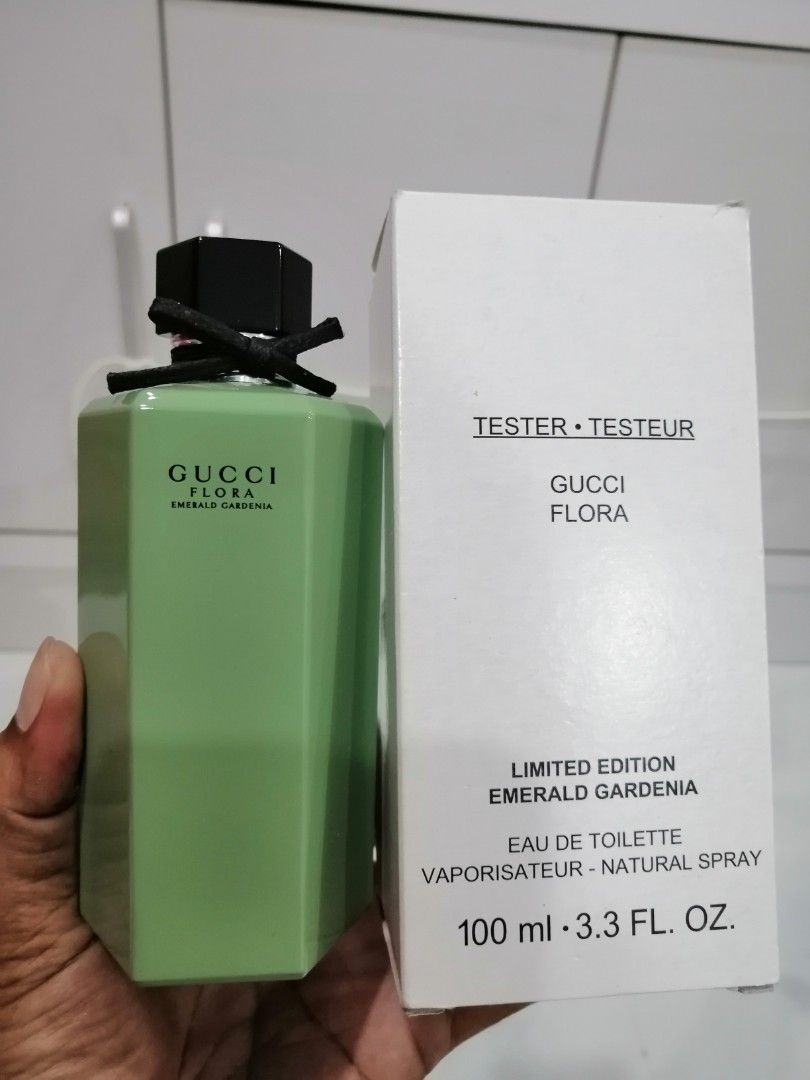 GUCCI
FLORA
EMERALD GARDENIA
TESTER • TESTEUR
GUCCI
FLORA
LIMITED EDITION
EMERALD GARDENIA
EAU DE TOILETTE
VAPORISATEUR - NATURAL SPRAY
100 ml • 3.3 FL. OZ.